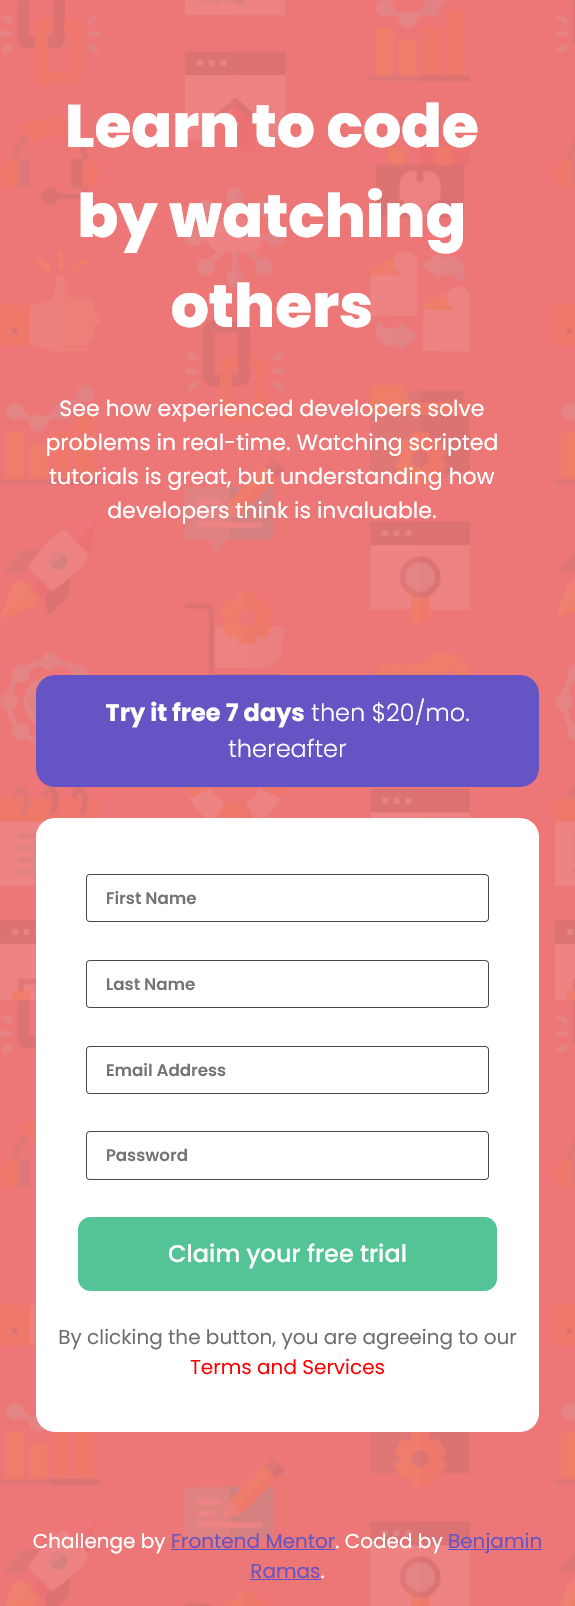 Learn to code
by watching
others
See how experienced developers solve
problems in real-time. Watching scripted
tutorials is great, but understanding how
developers think is invaluable.
Try it free 7 days then $20/mo.
thereafter
First Name
Last Name
Email Address
Password
Claim your free trial
By clicking the button, you are agreeing to our
Terms and Services
Challenge by Frontend Mentor. Coded by Benjamin
Ramas.